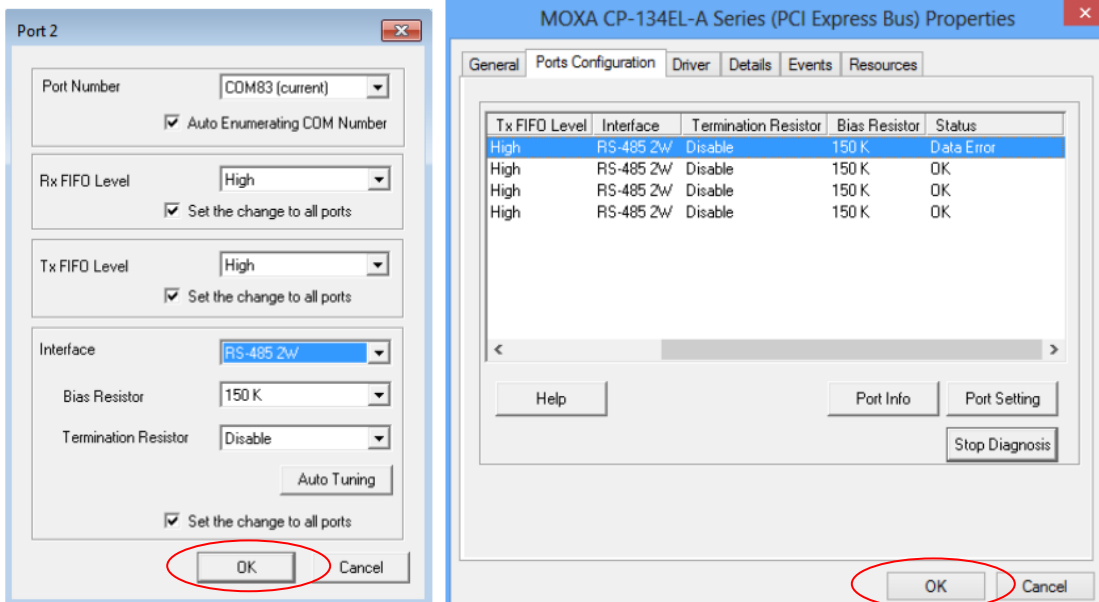 Port 2
Port Number
COM83 (current)
Auto Enumerating COM Number
Rx FIFO Level
High
Set the change to all ports
Tx FIFO Level
High
Set the change to all ports
Interface
RS-485 2W
Bias Resistor
150 K
Termination Resistor
Disable
Auto Tuning
Set the change to all ports
OK Cancel
MOXA CP-134EL-A Series (PCI Express Bus) Properties
General Ports Configuration Driver Details Events Resources
Tx FIFO Level Interface Termination Resistor Bias Resistor Status
High RS-485 2W Disable 150 K Data Error
High RS-485 2W Disable 150 K OK
High RS-485 2W Disable 150 K OK
High RS-485 2W Disable 150 K OK
Help Port Info Port Setting
Stop Diagnosis
OK Cancel